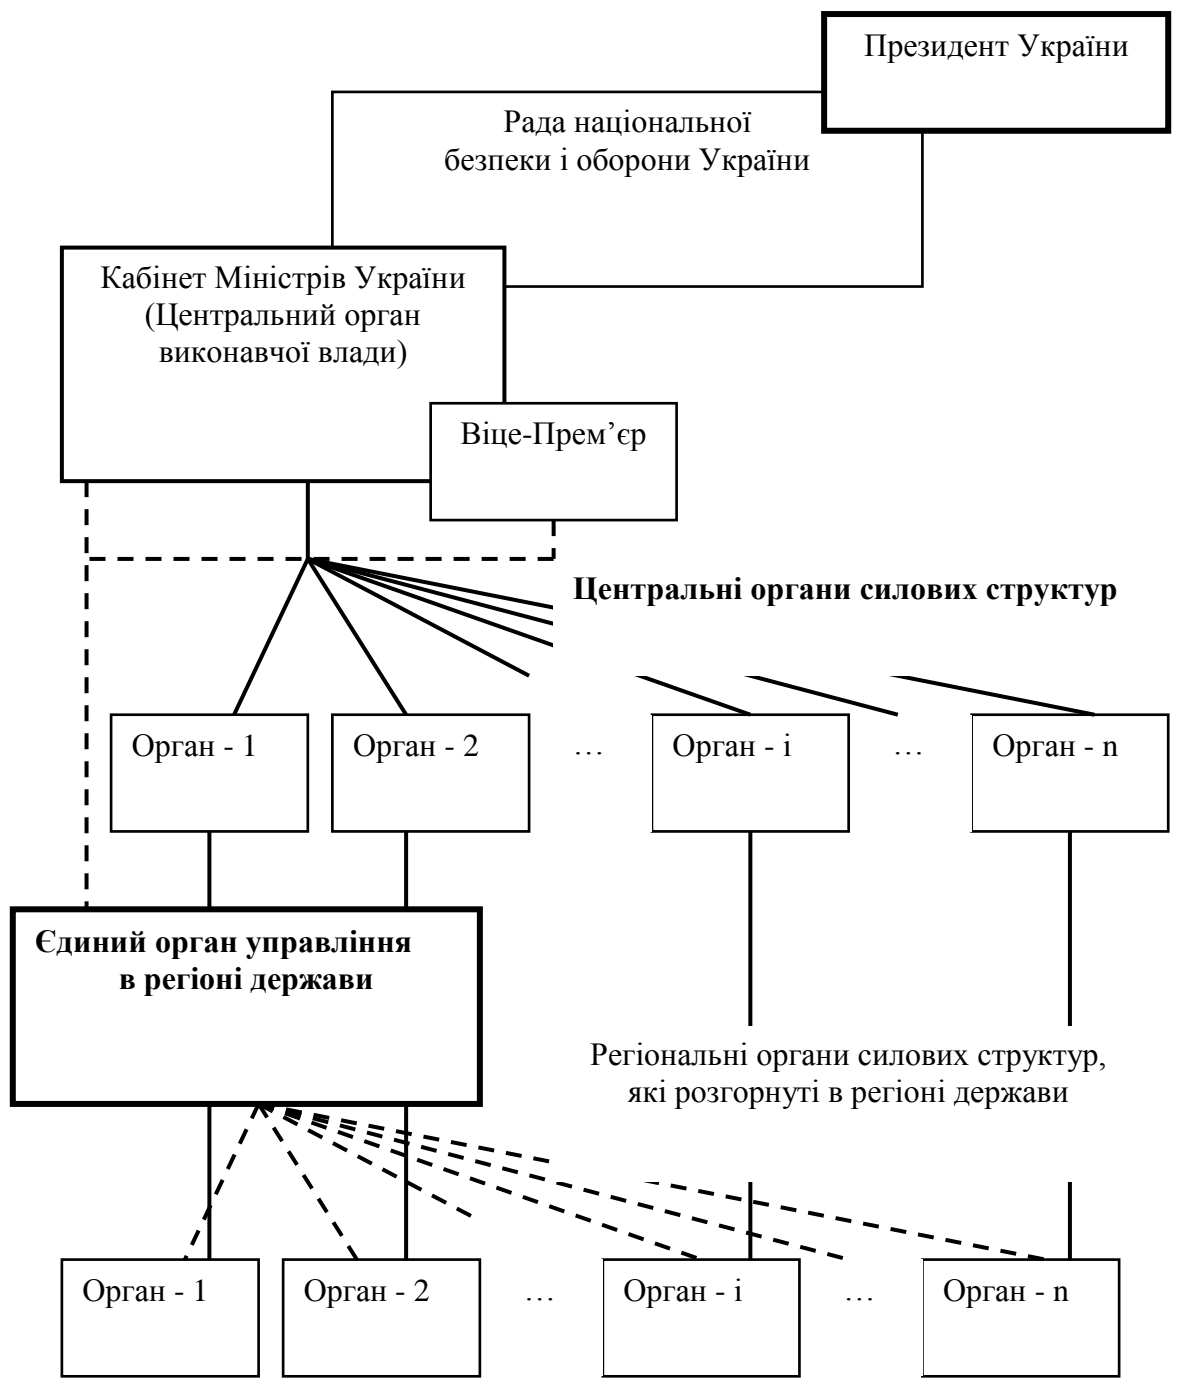 Президент України
Рада національної
безпеки і оборони України
Кабінет Міністрів України
(Центральний орган
виконавчої влади)
Віце-Прем’єр
Центральні органи силових структур
Орган - 1
Орган - 2
…
Орган - i
…
Орган - n
Єдиний орган управління
в регіоні держави
Регіональні органи силових структур,
які розгорнуті в регіоні держави
Орган - 1
Орган - 2
…
Орган - i
…
Орган - n